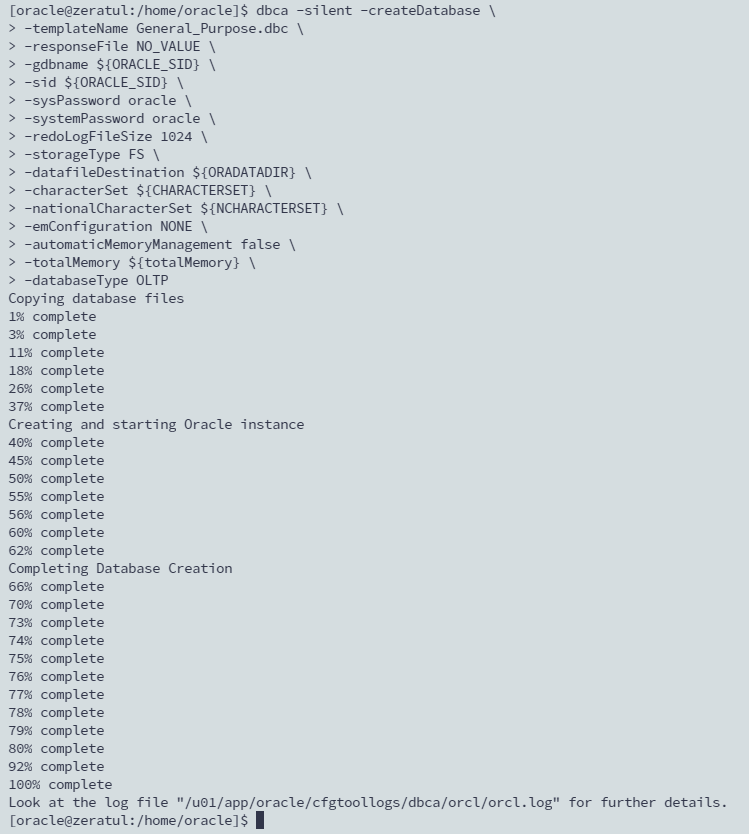 [oracle@zeratul:/home/oracle]$ dbca -silent -createDatabase \
> -templateName General_Purpose.dbc \
> -responseFile NO_VALUE \
> -gdbname ${ORACLE_SID} \
> -sid ${ORACLE_SID} \
> -sysPassword oracle \
> -systemPassword oracle \
> -redoLogFileSize 1024 \
> -storageType FS \
> -datafileDestination ${ORADATADIR} \
> -characterSet ${CHARACTERSET} \
> -nationalCharacterSet ${NCHARACTERSET} \
> -emConfiguration NONE \
> -automaticMemoryManagement false \
> -totalMemory ${totalMemory} \
> -databaseType OLTP
Copying database files
1% complete
3% complete
11% complete
18% complete
26% complete
37% complete
Creating and starting Oracle instance
40% complete
45% complete
50% complete
55% complete
56% complete
60% complete
62% complete
Completing Database Creation
66% complete
70% complete
73% complete
74% complete
75% complete
76% complete
77% complete
78% complete
79% complete
80% complete
92% complete
100% complete
Look at the log file "/u01/app/oracle/cfgtoollogs/dbca/orcl/orcl.log" for further details.
[oracle@zeratul:/home/oracle]$